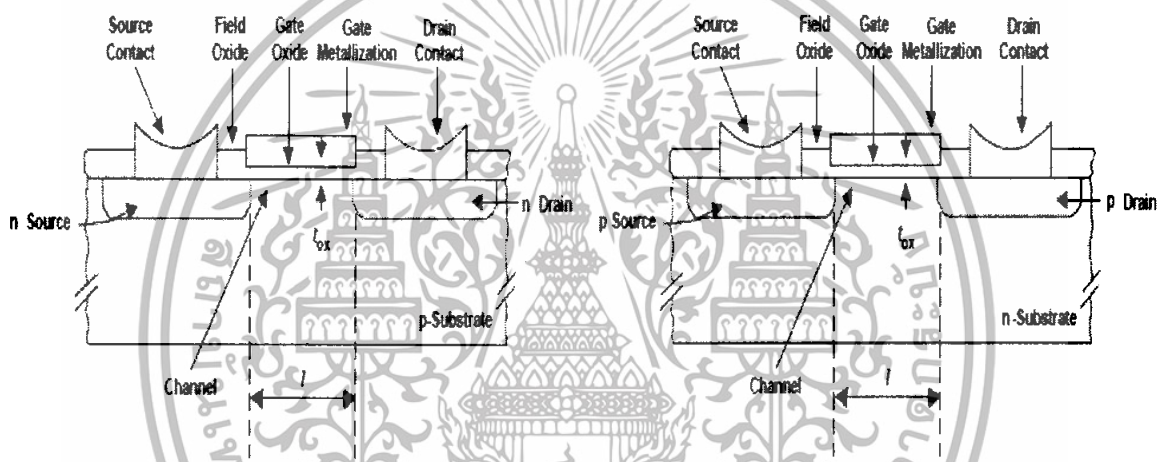 Source Contact
Field Oxide
Gate Oxide
Gate Metallization
Drain Contact
n Source
n Drain
tox
p-Substrate
Channel
l
Source Contact
Field Oxide
Gate Oxide
Gate Metallization
Drain Contact
p Source
p Drain
tox
n-Substrate
Channel
l